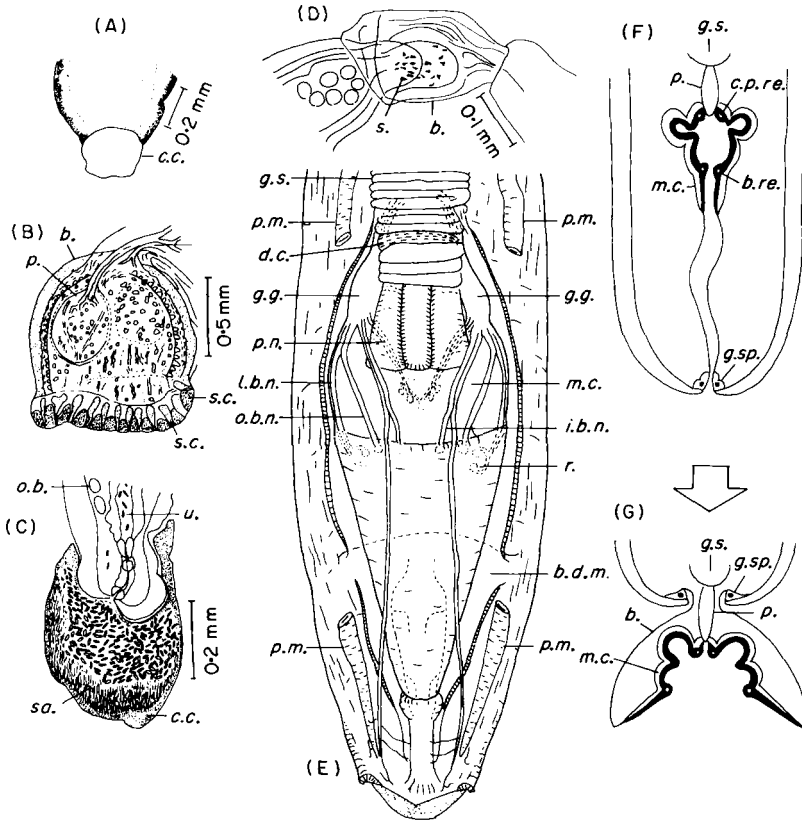 (A)
0·2 mm
c.c.
(B)
b.
p.
0·5 mm
s.c.
s.c.
(C)
o.b.
u.
0·2 mm
sa.
c.c.
(D)
s.
b.
0·1 mm
g.s.
p.m.
p.m.
d.c.
g.g.
g.g.
p.n.
l.b.n.
m.c.
o.b.n.
i.b.n.
r.
b.d.m.
p.m.
p.m.
(E)
(F)
g.s.
p.
c.p.re.
m.c.
b.re.
g.sp.
(G)
g.s.
g.sp.
b.
p.
m.c.